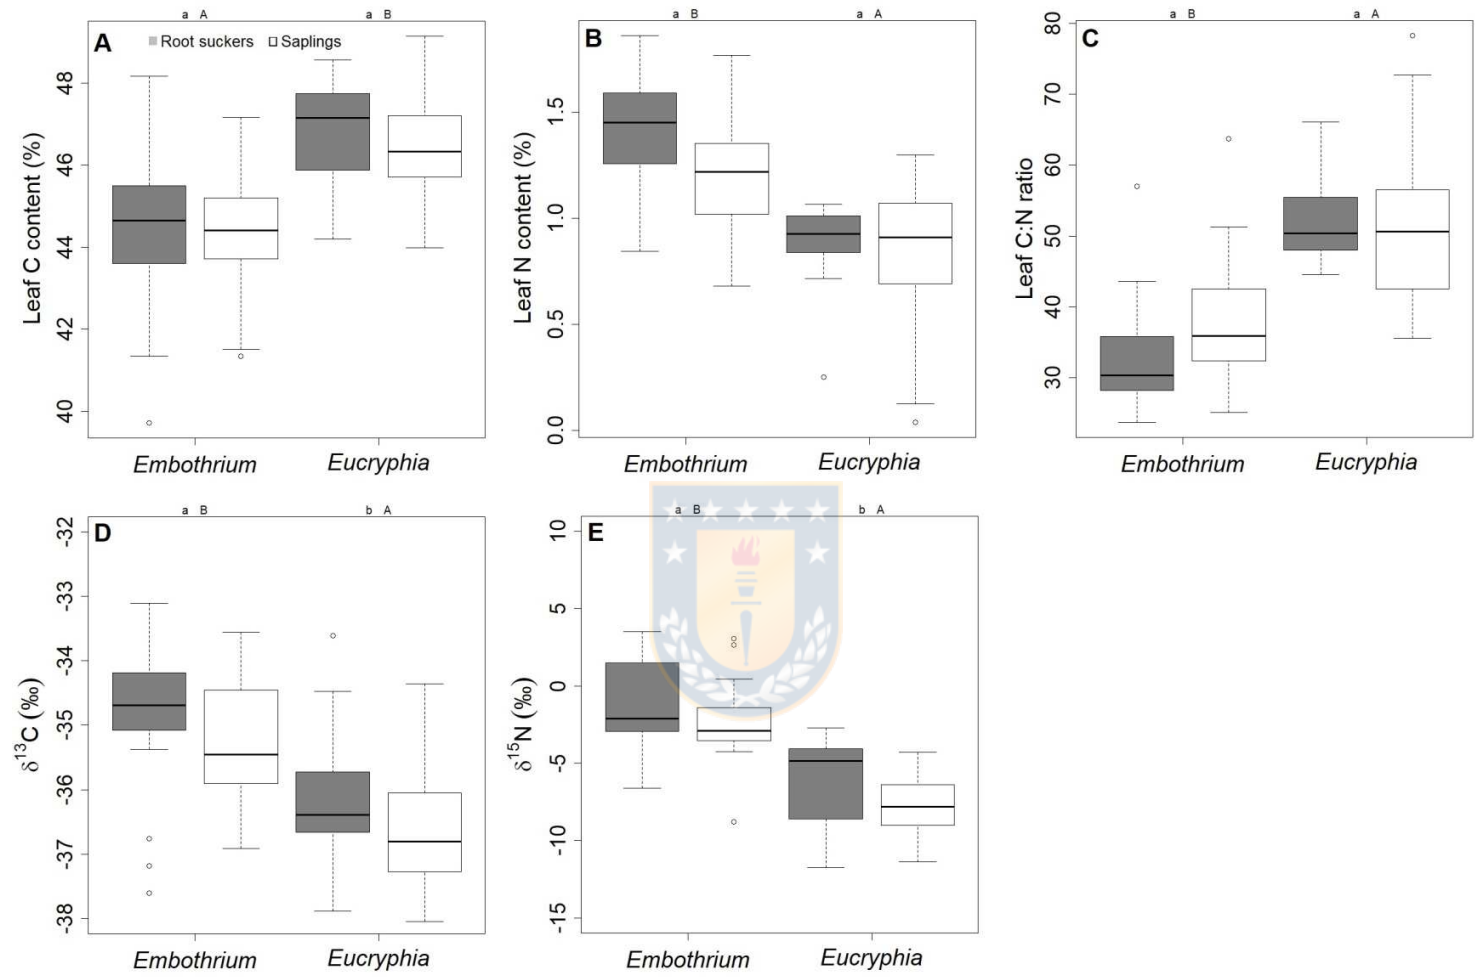 a A a B
A
Root suckers Saplings
Leaf C content (%)
48
46
44
42
40
Embothrium Eucryphia
a B a A
B
Leaf N content (%)
1.5
1.0
0.5
0.0
Embothrium Eucryphia
a B a A
C
Leaf C:N ratio
80
70
60
50
40
30
Embothrium Eucryphia
a B b A
D
δ13C (‰)
-32
-33
-34
-35
-36
-37
-38
Embothrium Eucryphia
a B b A
E
δ15N (‰)
10
5
0
-5
-10
-15
Embothrium Eucryphia